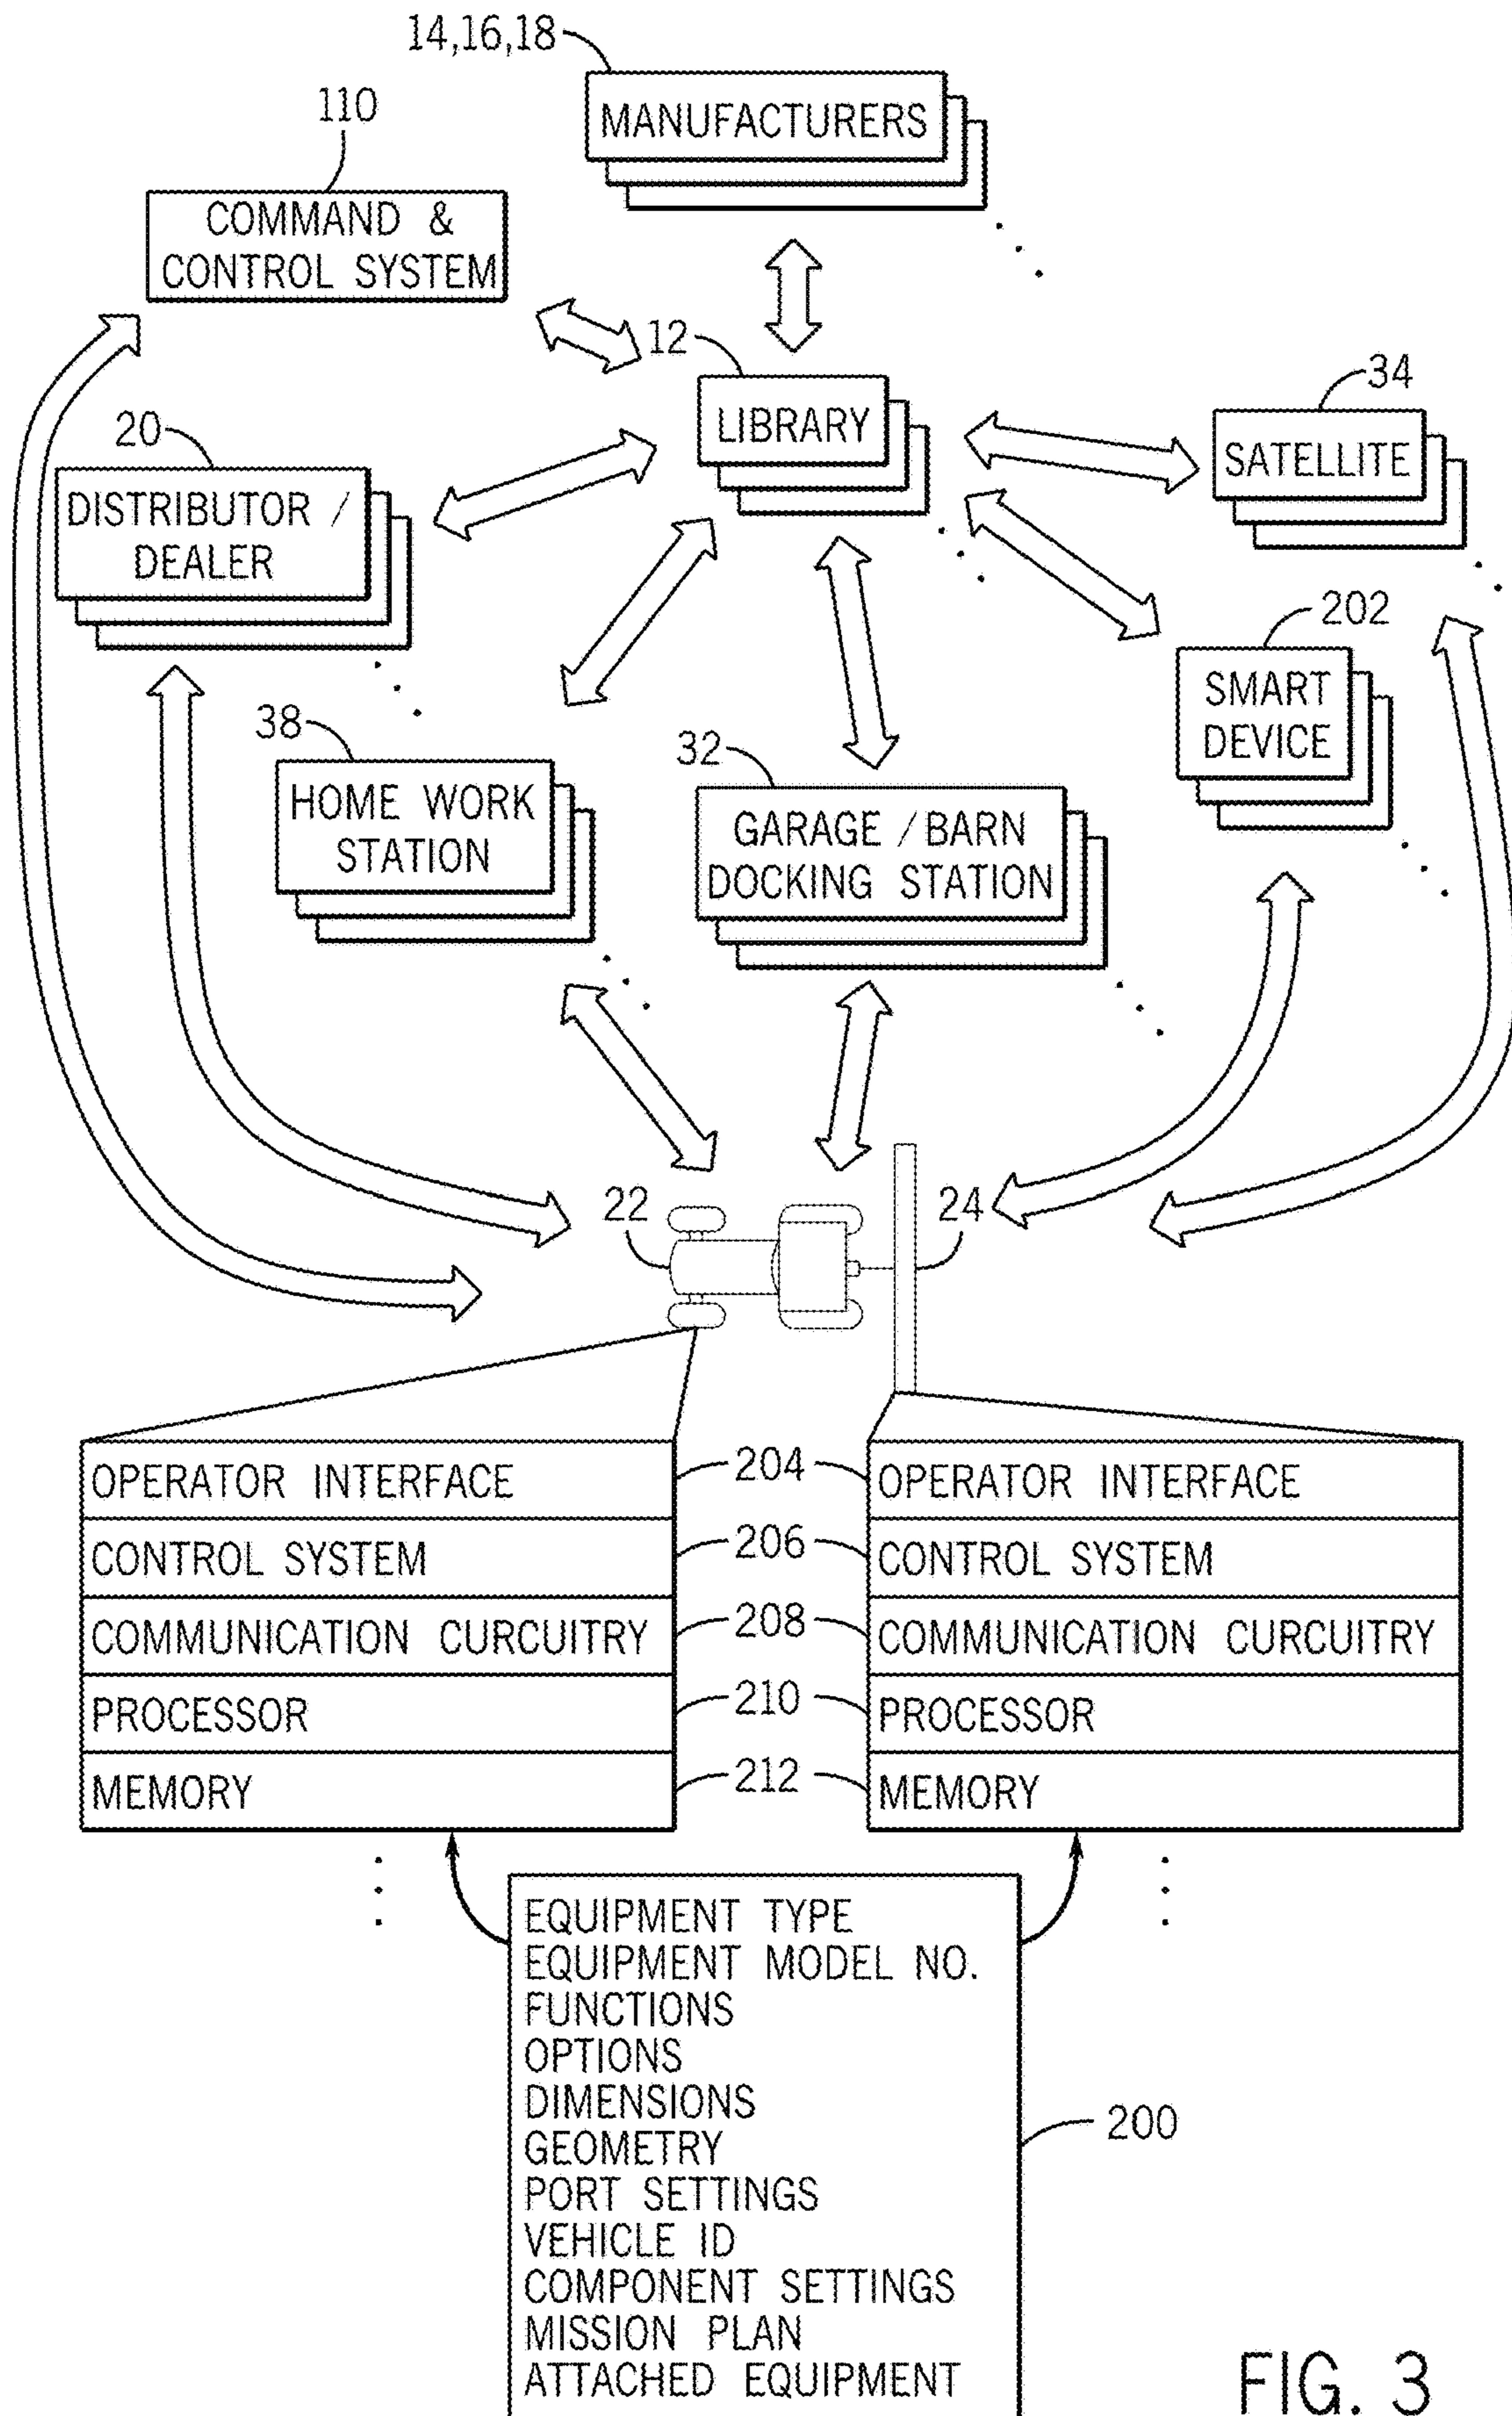 14,16,18
MANUFACTURERS
110
COMMAND &
CONTROL SYSTEM
12
LIBRARY
34
SATELLITE
20
DISTRIBUTOR /
DEALER
202
SMART
DEVICE
38
HOME WORK
STATION
32
GARAGE / BARN
DOCKING STATION
22
24
OPERATOR INTERFACE
204
OPERATOR INTERFACE
CONTROL SYSTEM
206
CONTROL SYSTEM
COMMUNICATION CURCUITRY
208
COMMUNICATION CURCUITRY
PROCESSOR
210
PROCESSOR
MEMORY
212
MEMORY
EQUIPMENT TYPE
EQUIPMENT MODEL NO.
FUNCTIONS
OPTIONS
DIMENSIONS
GEOMETRY
PORT SETTINGS
VEHICLE ID
COMPONENT SETTINGS
MISSION PLAN
ATTACHED EQUIPMENT
200
FIG. 3